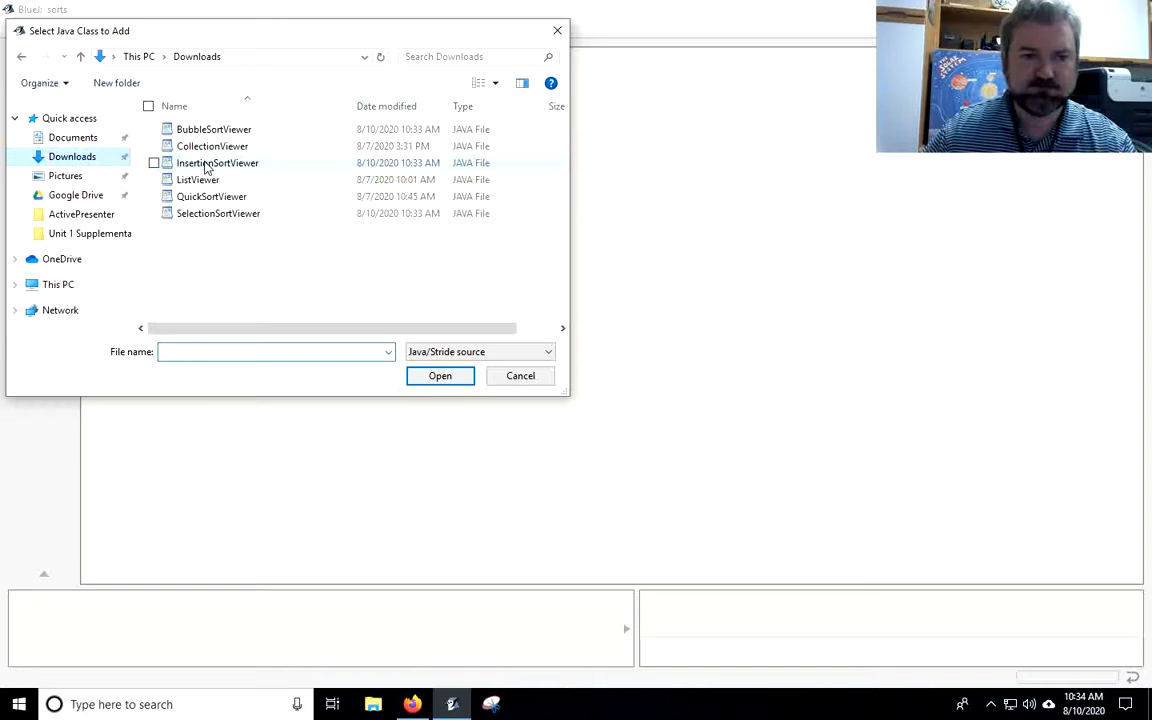 BlueJ: sorts
Select Java Class to Add
This PC > Downloads
Search Downloads
Organize
New folder
Name
Date modified
Type
Size
Quick access
Documents
Downloads
Pictures
Google Drive
ActivePresenter
Unit 1 Supplementa
OneDrive
This PC
Network
BubbleSortViewer 8/10/2020 10:33 AM JAVA File
CollectionViewer 8/7/2020 3:31 PM JAVA File
InsertionSortViewer 8/10/2020 10:33 AM JAVA File
ListViewer 8/7/2020 10:01 AM JAVA File
QuickSortViewer 8/7/2020 10:45 AM JAVA File
SelectionSortViewer 8/10/2020 10:33 AM JAVA File
File name:
Java/Stride source
Open
Cancel
Type here to search
10:34 AM
8/10/2020